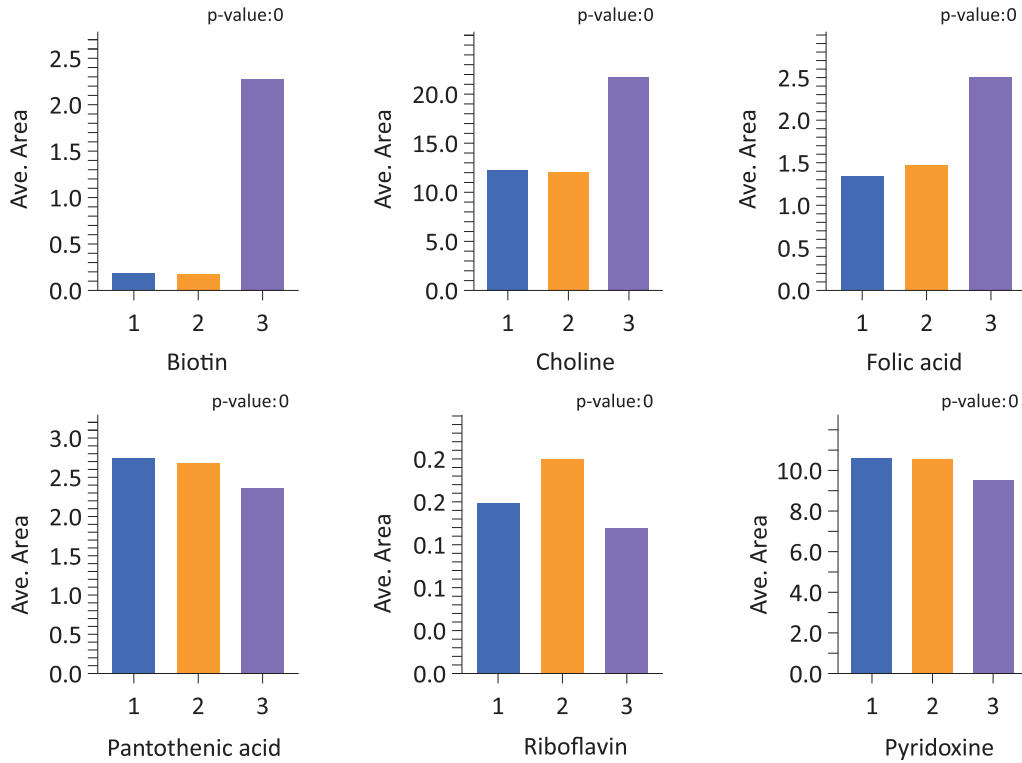 p-value:0
Ave. Area
2.5
2.0
1.5
1.0
0.5
0.0
1 2 3
Biotin
p-value:0
Ave. Area
20.0
15.0
10.0
5.0
0.0
1 2 3
Choline
p-value:0
Ave. Area
2.5
2.0
1.5
1.0
0.5
0.0
1 2 3
Folic acid
p-value:0
Ave. Area
3.0
2.5
2.0
1.5
1.0
0.5
0.0
1 2 3
Pantothenic acid
p-value:0
Ave. Area
0.2
0.2
0.1
0.1
0.0
0.0
1 2 3
Riboflavin
p-value:0
Ave. Area
10.0
8.0
6.0
4.0
2.0
0.0
1 2 3
Pyridoxine